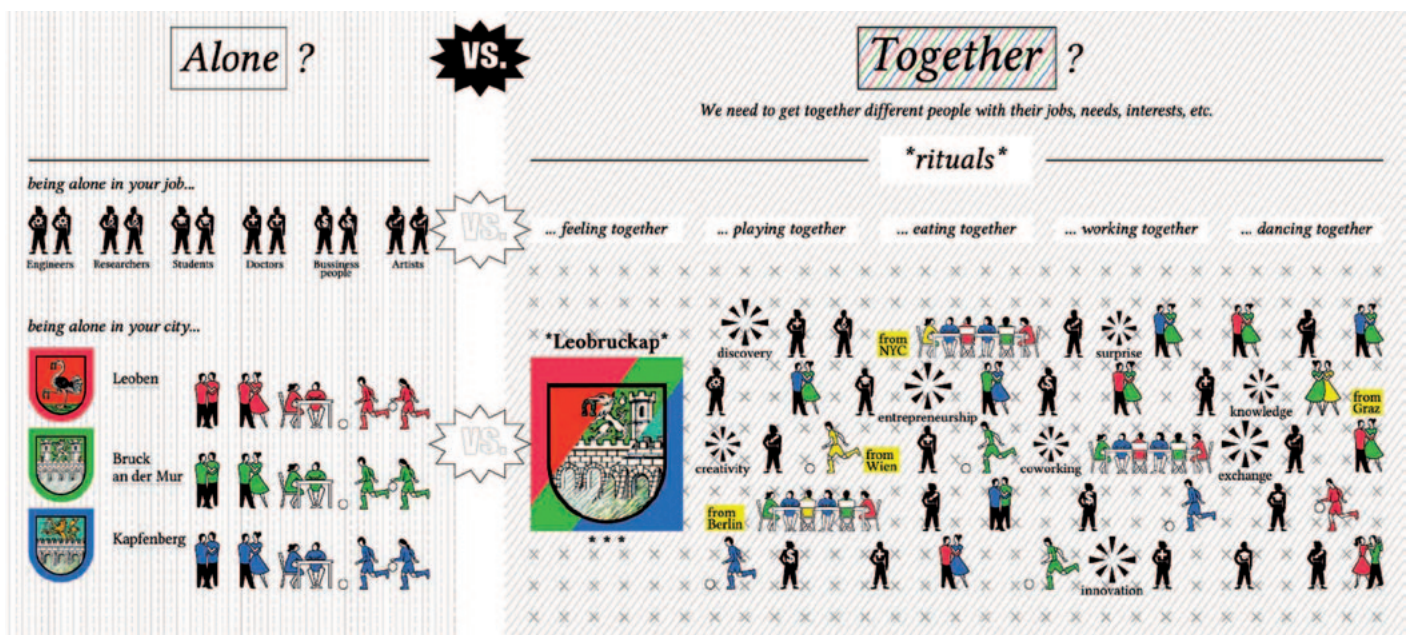 Alone ?
VS.
Together ?
We need to get together different people with their jobs, needs, interests, etc.
*rituals*
being alone in your job...
Engineers
Researchers
Students
Doctors
Bussiness
people
Artists
VS.
... feeling together
... playing together
... eating together
... working together
... dancing together
being alone in your city...
Leoben
Bruck
an der Mur
Kapfenberg
VS.
*Leobruckap*
* * *
discovery
from
NYC
surprise
entrepreneurship
knowledge
from
Graz
creativity
from
Wien
coworking
exchange
from
Berlin
innovation